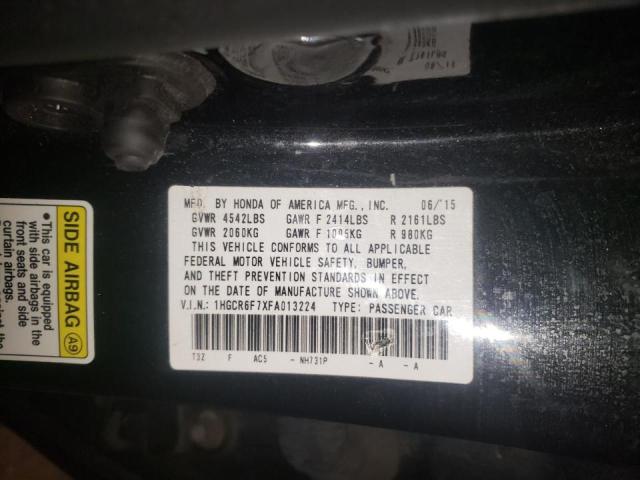 MFD. BY HONDA OF AMERICA MFG., INC. 06/15
GVWR 4542LBS GAWR F 2414LBS R 2161LBS
GVWR 2060KG GAWR F 1095KG R 980KG
THIS VEHICLE CONFORMS TO ALL APPLICABLE
FEDERAL MOTOR VEHICLE SAFETY, BUMPER,
AND THEFT PREVENTION STANDARDS IN EFFECT
ON THE DATE OF MANUFACTURE SHOWN ABOVE.
V.I.N: 1HGCR6F7XFA013224 TYPE: PASSENGER CAR
T3Z F AC5 - NH731P - A - A
SIDE AIRBAG A9
•This car is equipped
with side airbags in the
front seats and side
curtain airbags.